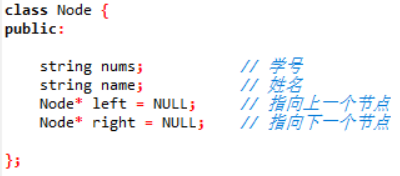 class Node {
public:
string nums; // 学号
string name; // 姓名
Node* left = NULL; // 指向上一个节点
Node* right = NULL; // 指向下一个节点
};